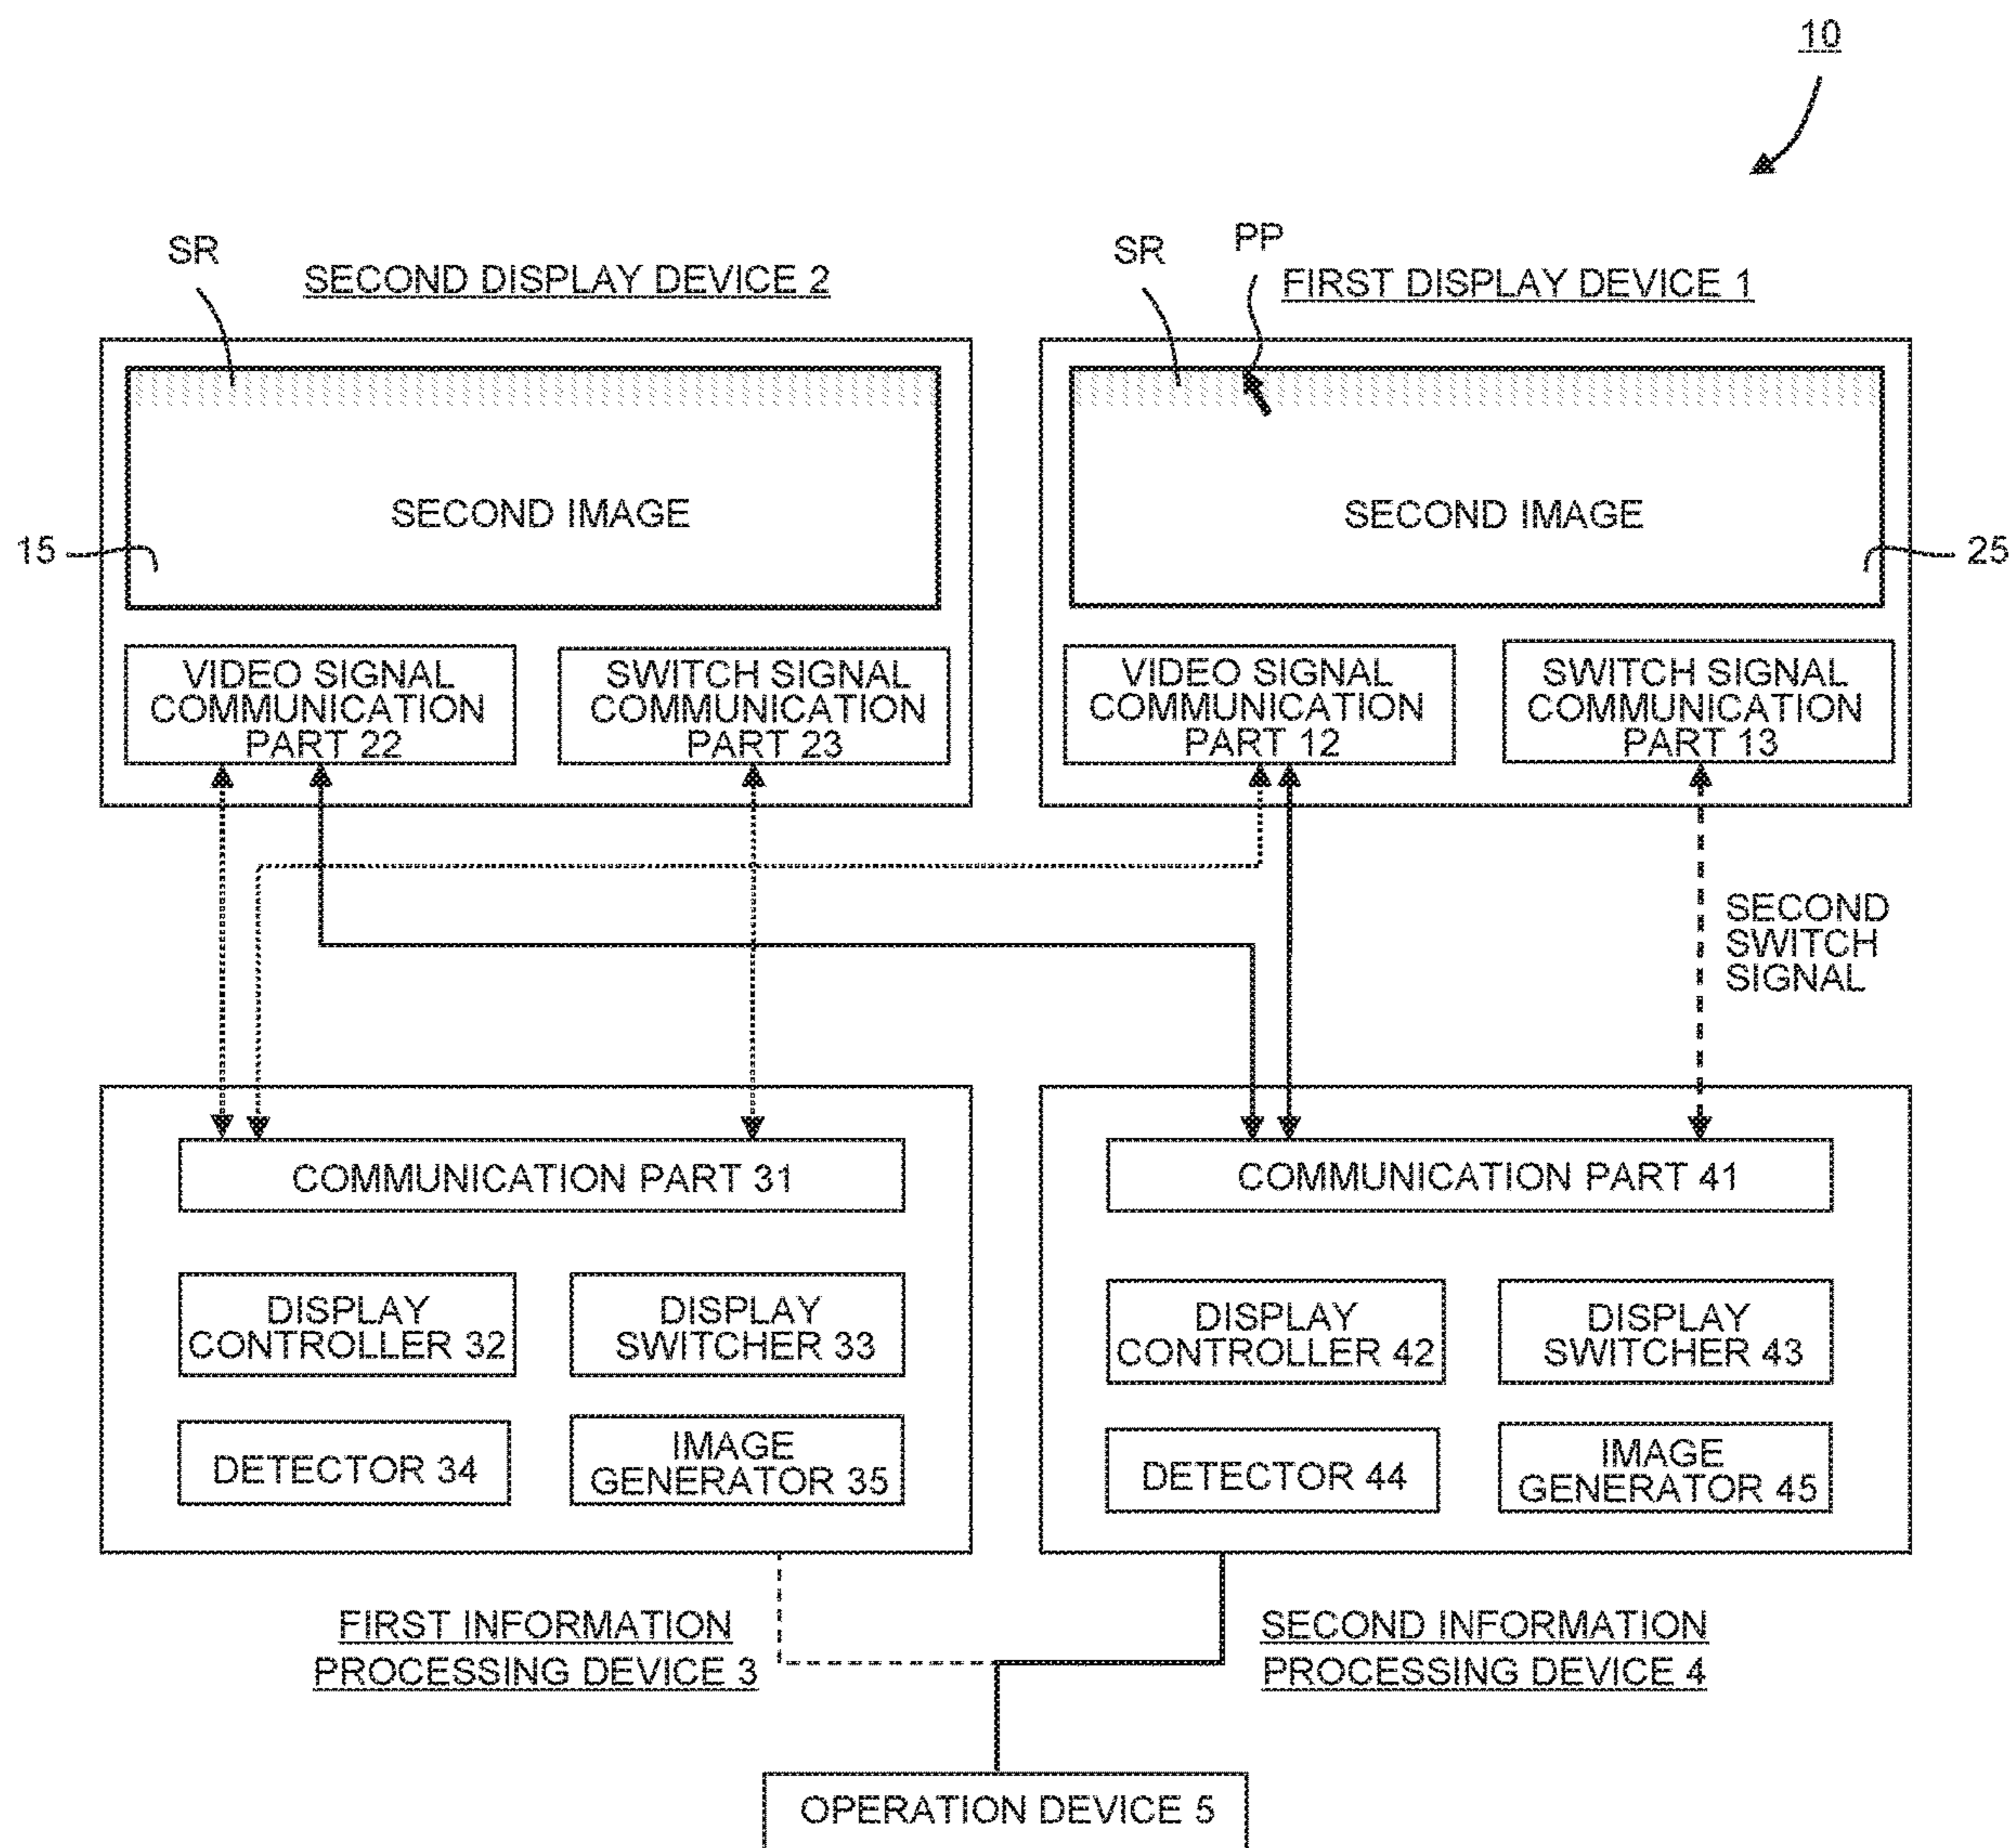 10
SR
SECOND DISPLAY DEVICE 2
SR
PP
FIRST DISPLAY DEVICE 1
SECOND IMAGE
SECOND IMAGE
15
25
VIDEO SIGNAL
COMMUNICATION
PART 22
SWITCH SIGNAL
COMMUNICATION
PART 23
VIDEO SIGNAL
COMMUNICATION
PART 12
SWITCH SIGNAL
COMMUNICATION
PART 13
SECOND
SWITCH
SIGNAL
COMMUNICATION PART 31
COMMUNICATION PART 41
DISPLAY
CONTROLLER 32
DISPLAY
SWITCHER 33
DISPLAY
CONTROLLER 42
DISPLAY
SWITCHER 43
DETECTOR 34
IMAGE
GENERATOR 35
DETECTOR 44
IMAGE
GENERATOR 45
FIRST INFORMATION
PROCESSING DEVICE 3
SECOND INFORMATION
PROCESSING DEVICE 4
OPERATION DEVICE 5